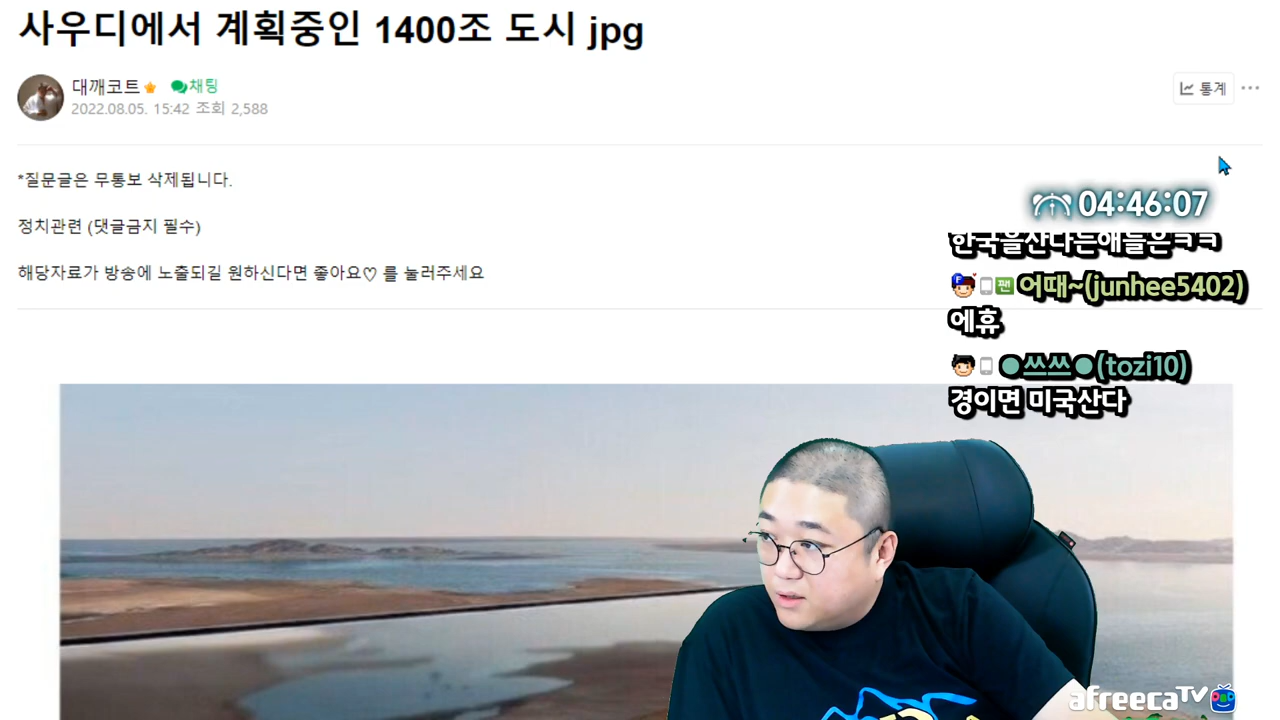 사우디에서 계획중인 1400조 도시 jpg
대깨코트 채팅
2022.08.05. 15:42 조회 2,588
통계
*질문글은 무통보 삭제됩니다.
정치관련 (댓글금지 필수)
해당자료가 방송에 노출되길 원하신다면 좋아요♡ 를 눌러주세요
04:46:07
한국을산다는애들은ㅋㅋ
F 팬 어때~(junhee5402)
에휴
●쓰쓰●(tozi10)
경이면 미국산다
afreecaTV